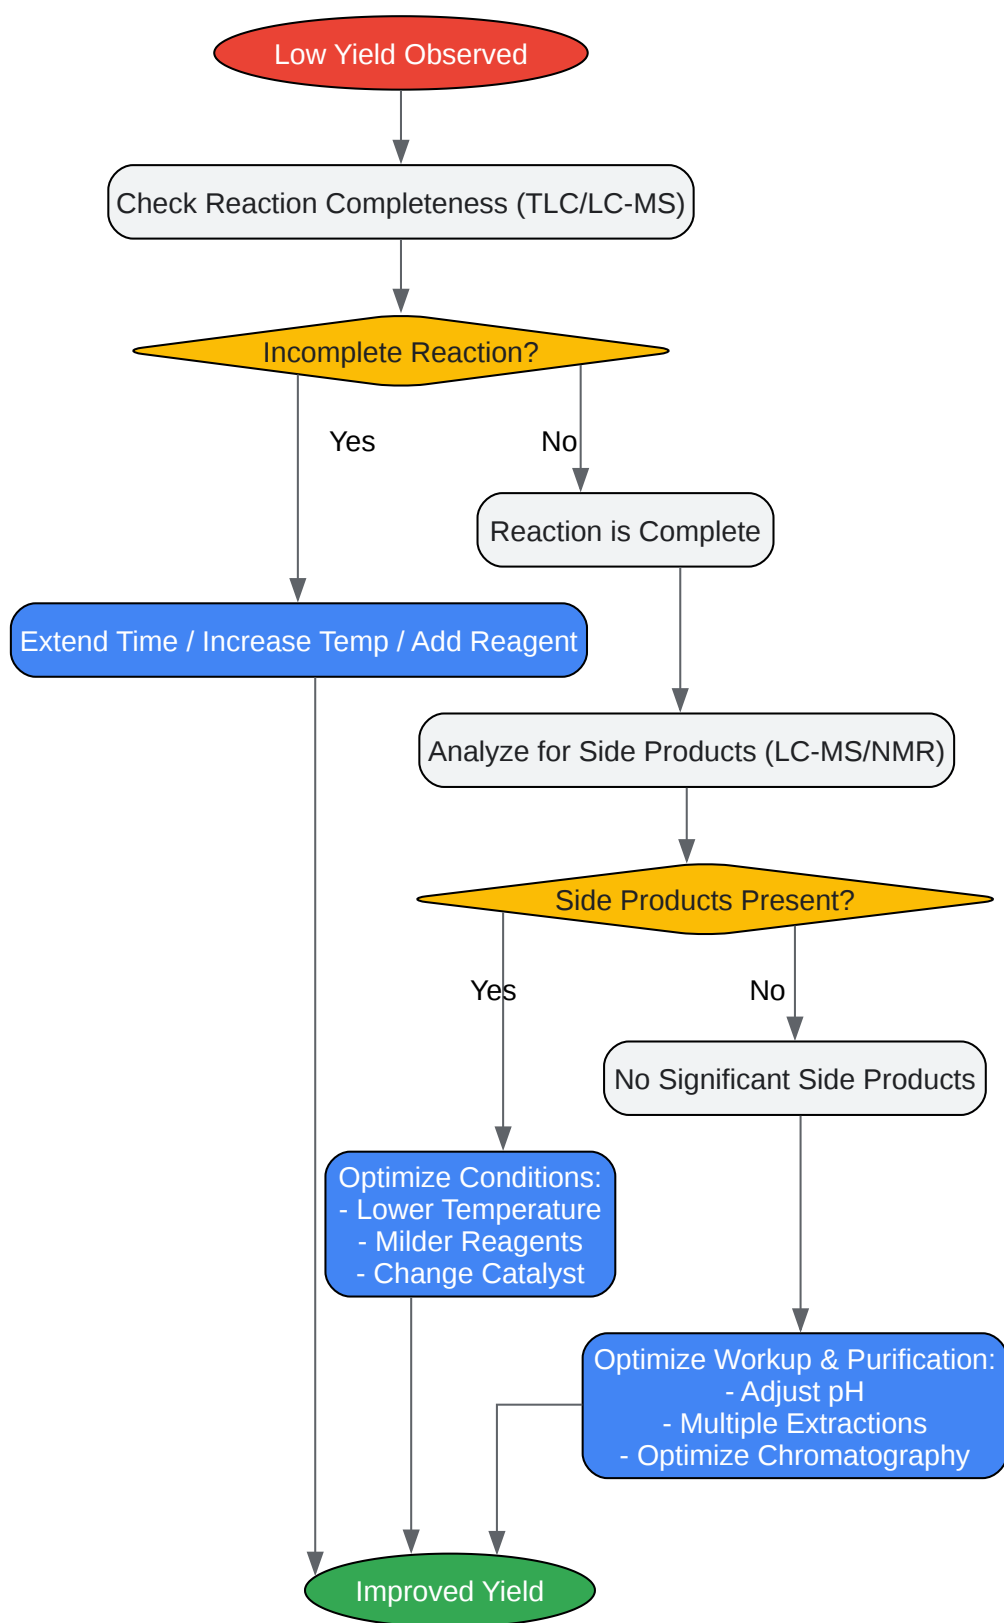 Low Yield Observed
Check Reaction Completeness (TLC/LC-MS)
Incomplete Reaction?
Yes
No
Reaction is Complete
Extend Time / Increase Temp / Add Reagent
Analyze for Side Products (LC-MS/NMR)
Side Products Present?
Yes
No
No Significant Side Products
Optimize Conditions:
- Lower Temperature
- Milder Reagents
- Change Catalyst
Optimize Workup & Purification:
- Adjust pH
- Multiple Extractions
- Optimize Chromatography
Improved Yield